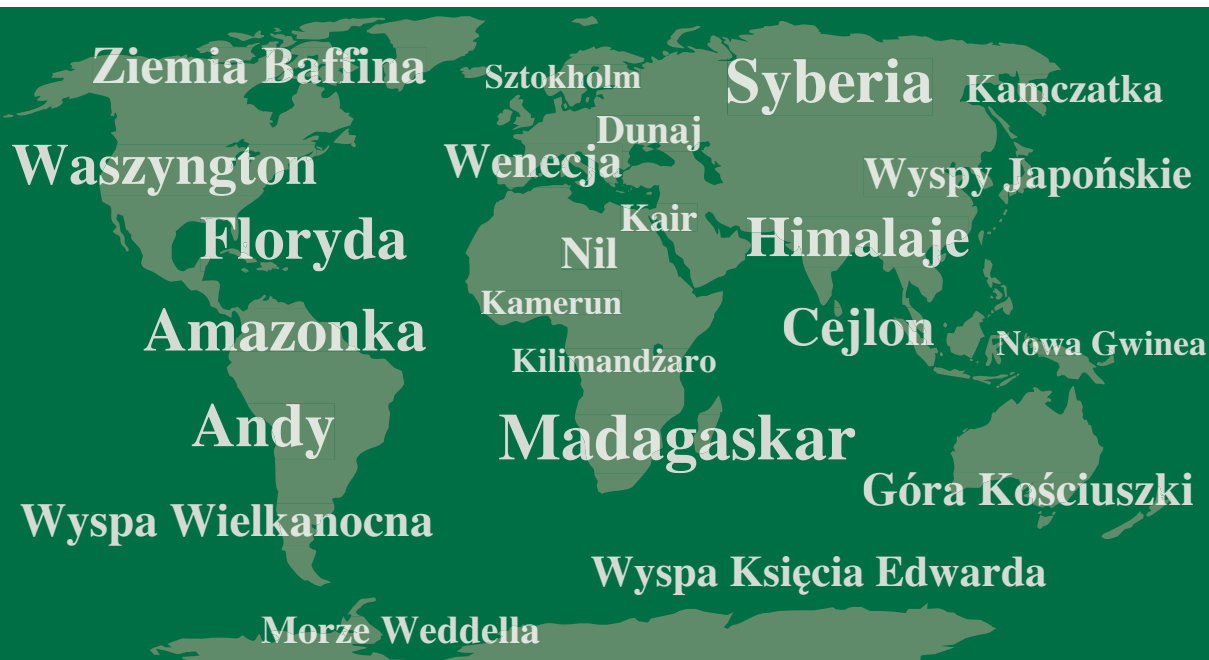 Ziemia Baffina
Sztokholm
Syberia
Kamczatka
Dunaj
Waszyngton
Wenecja
Wyspy Japońskie
Floryda
Kair
Nil
Himalaje
Kamerun
Amazonka
Cejlon
Nowa Gwinea
Kilimandżaro
Andy
Madagaskar
Góra Kościuszki
Wyspa Wielkanocna
Wyspa Księcia Edwarda
Morze Weddella